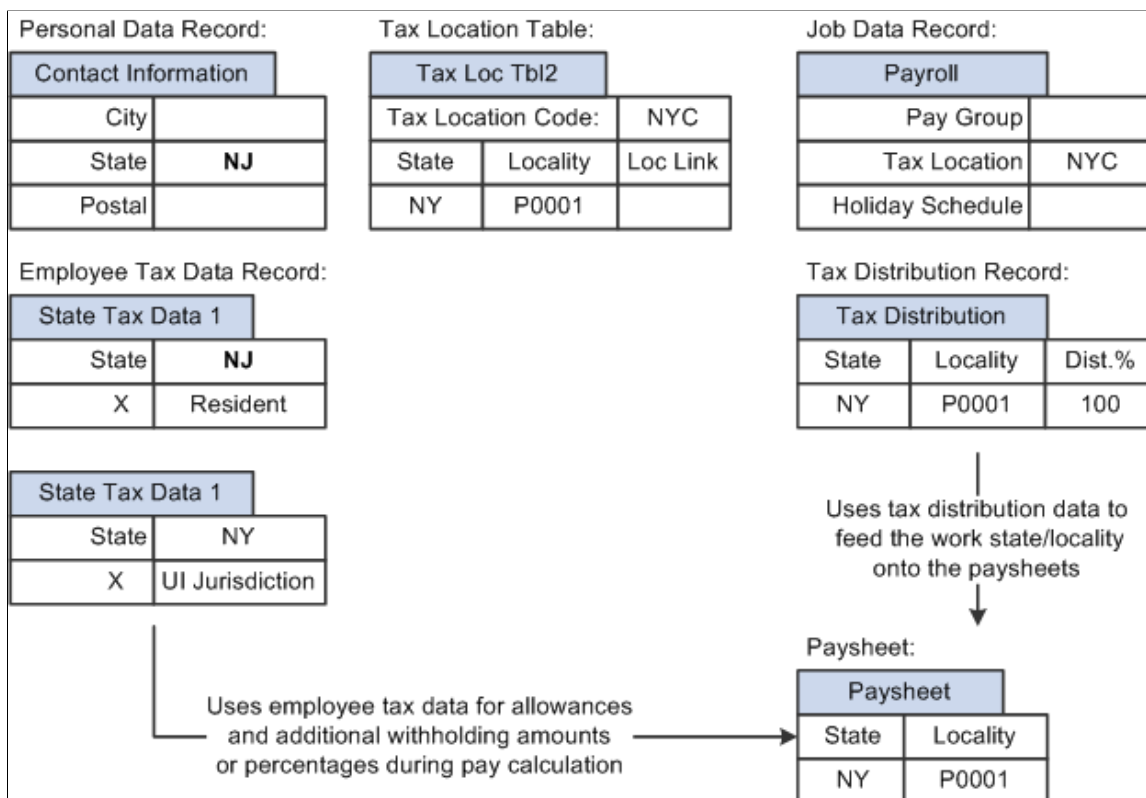 Personal Data Record:
Contact Information
City
State NJ
Postal
Tax Location Table:
Tax Loc Tbl2
Tax Location Code: NYC
State Locality Loc Link
NY P0001
Job Data Record:
Payroll
Pay Group
Tax Location NYC
Holiday Schedule
Employee Tax Data Record:
State Tax Data 1
State NJ
X Resident
State Tax Data 1
State NY
X UI Jurisdiction
Tax Distribution Record:
Tax Distribution
State Locality Dist.%
NY P0001 100
Uses tax distribution data to
feed the work state/locality
onto the paysheets
Uses employee tax data for allowances
and additional withholding amounts
or percentages during pay calculation
Paysheet:
Paysheet
State Locality
NY P0001